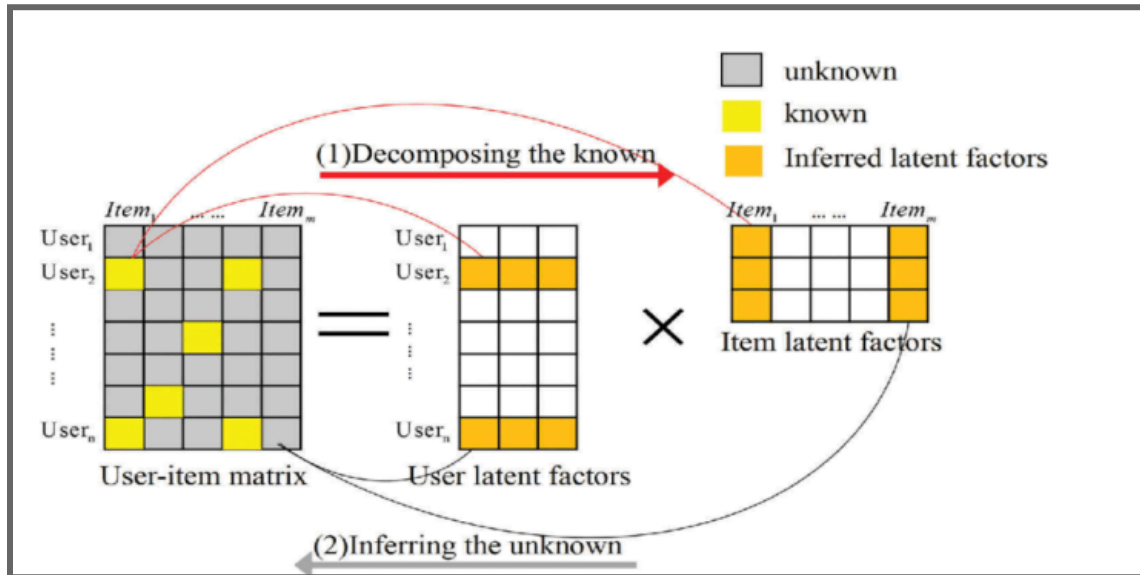 unknown
known
Inferred latent factors
(1)Decomposing the known
Item₁ ... ... Itemₘ
User₁
User₂
⋮
Userₙ
User-item matrix
User₁
User₂
⋮
Userₙ
User latent factors
Item₁ ... ... Itemₘ
Item latent factors
(2)Inferring the unknown